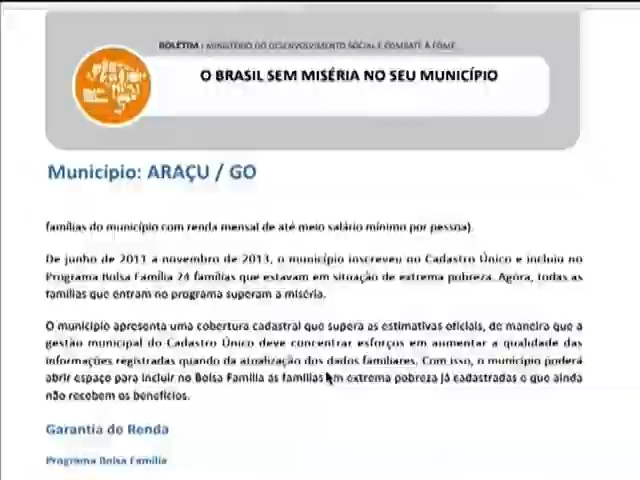 BOLETIM : MINISTÉRIO DO DESENVOLVIMENTO SOCIAL E COMBATE À FOME
O BRASIL SEM MISÉRIA NO SEU MUNICÍPIO
Município: ARAÇU / GO
famílias do município com renda mensal de até meio salário mínimo por pessoa).
De junho de 2011 a novembro de 2013, o município inscreveu no Cadastro Único e incluiu no
Programa Bolsa Família 24 famílias que estavam em situação de extrema pobreza. Agora, todas as
famílias que entram no programa superam a miséria.
O município apresenta uma cobertura cadastral que supera as estimativas oficiais, de maneira que a
gestão municipal do Cadastro Único deve concentrar esforços em aumentar a qualidade das
informações registradas quando da atualização dos dados familiares. Com isso, o município poderá
abrir espaço para incluir no Bolsa Família as famílias em extrema pobreza já cadastradas e que ainda
não recebem os benefícios.
Garantia de Renda
Programa Bolsa Família